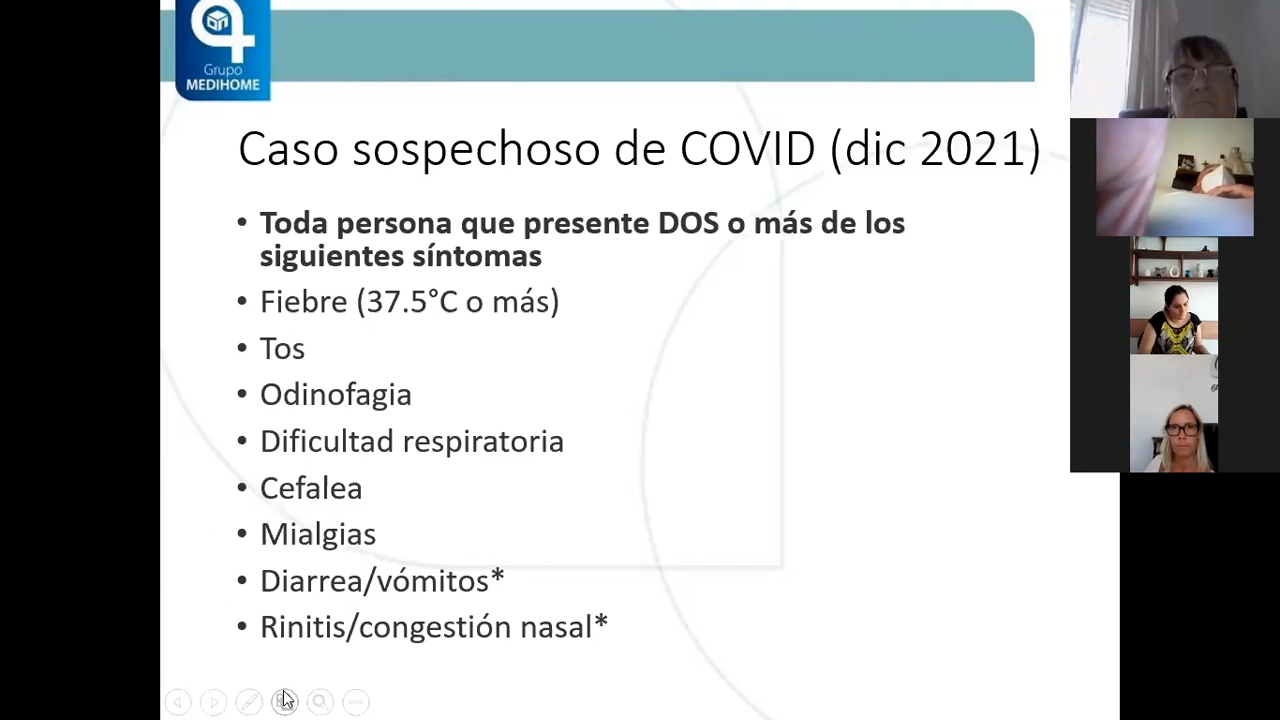 Grupo
MEDIHOME
Caso sospechoso de COVID (dic 2021)
• Toda persona que presente DOS o más de los
siguientes síntomas
• Fiebre (37.5°C o más)
• Tos
• Odinofagia
• Dificultad respiratoria
• Cefalea
• Mialgias
• Diarrea/vómitos*
• Rinitis/congestión nasal*